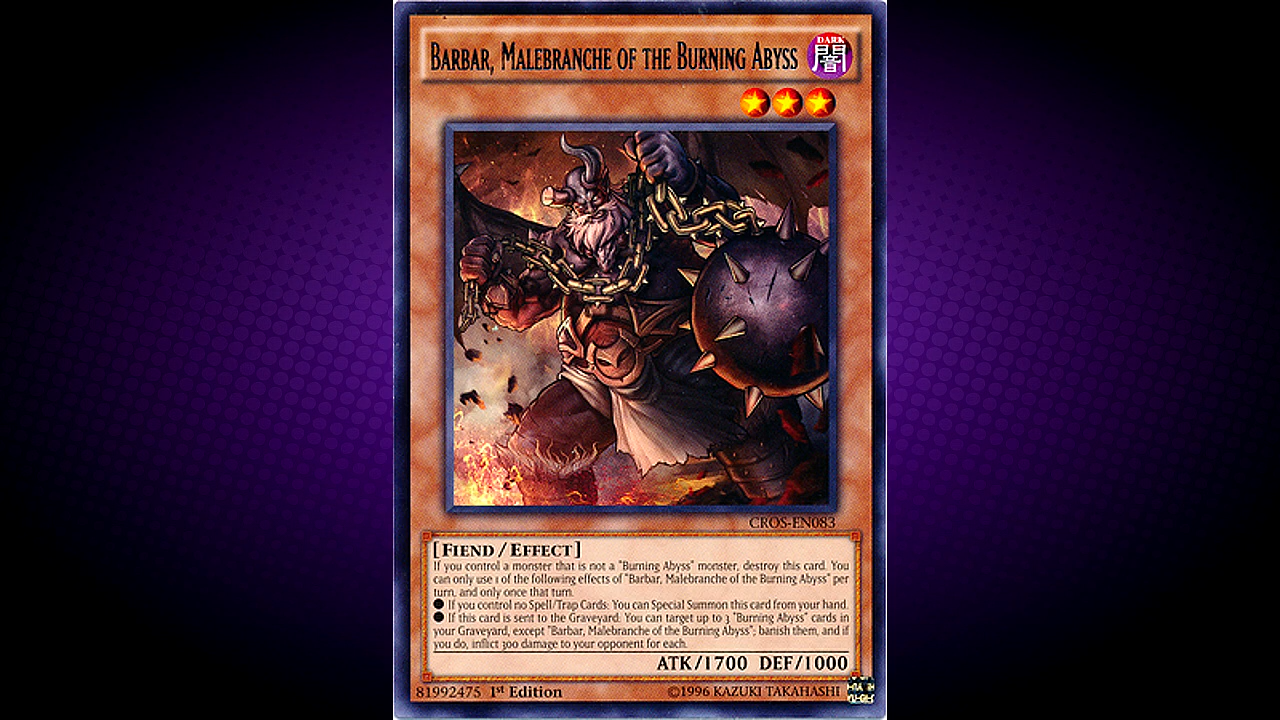 BARBAR, MALEBRANCHE OF THE BURNING ABYSS
DARK
闇
CROS-EN083
[FIEND / EFFECT]
If you control a monster that is not a "Burning Abyss" monster, destroy this card. You
can only use 1 of the following effects of "Barbar, Malebranche of the Burning Abyss" per
turn, and only once that turn.
● If you control no Spell/Trap Cards: You can Special Summon this card from your hand.
● If this card is sent to the Graveyard: You can target up to 3 "Burning Abyss" cards in
your Graveyard, except "Barbar, Malebranche of the Burning Abyss"; banish them, and if
you do, inflict 300 damage to your opponent for each.
ATK/1700 DEF/1000
81992475 1st Edition ©1996 KAZUKI TAKAHASHI